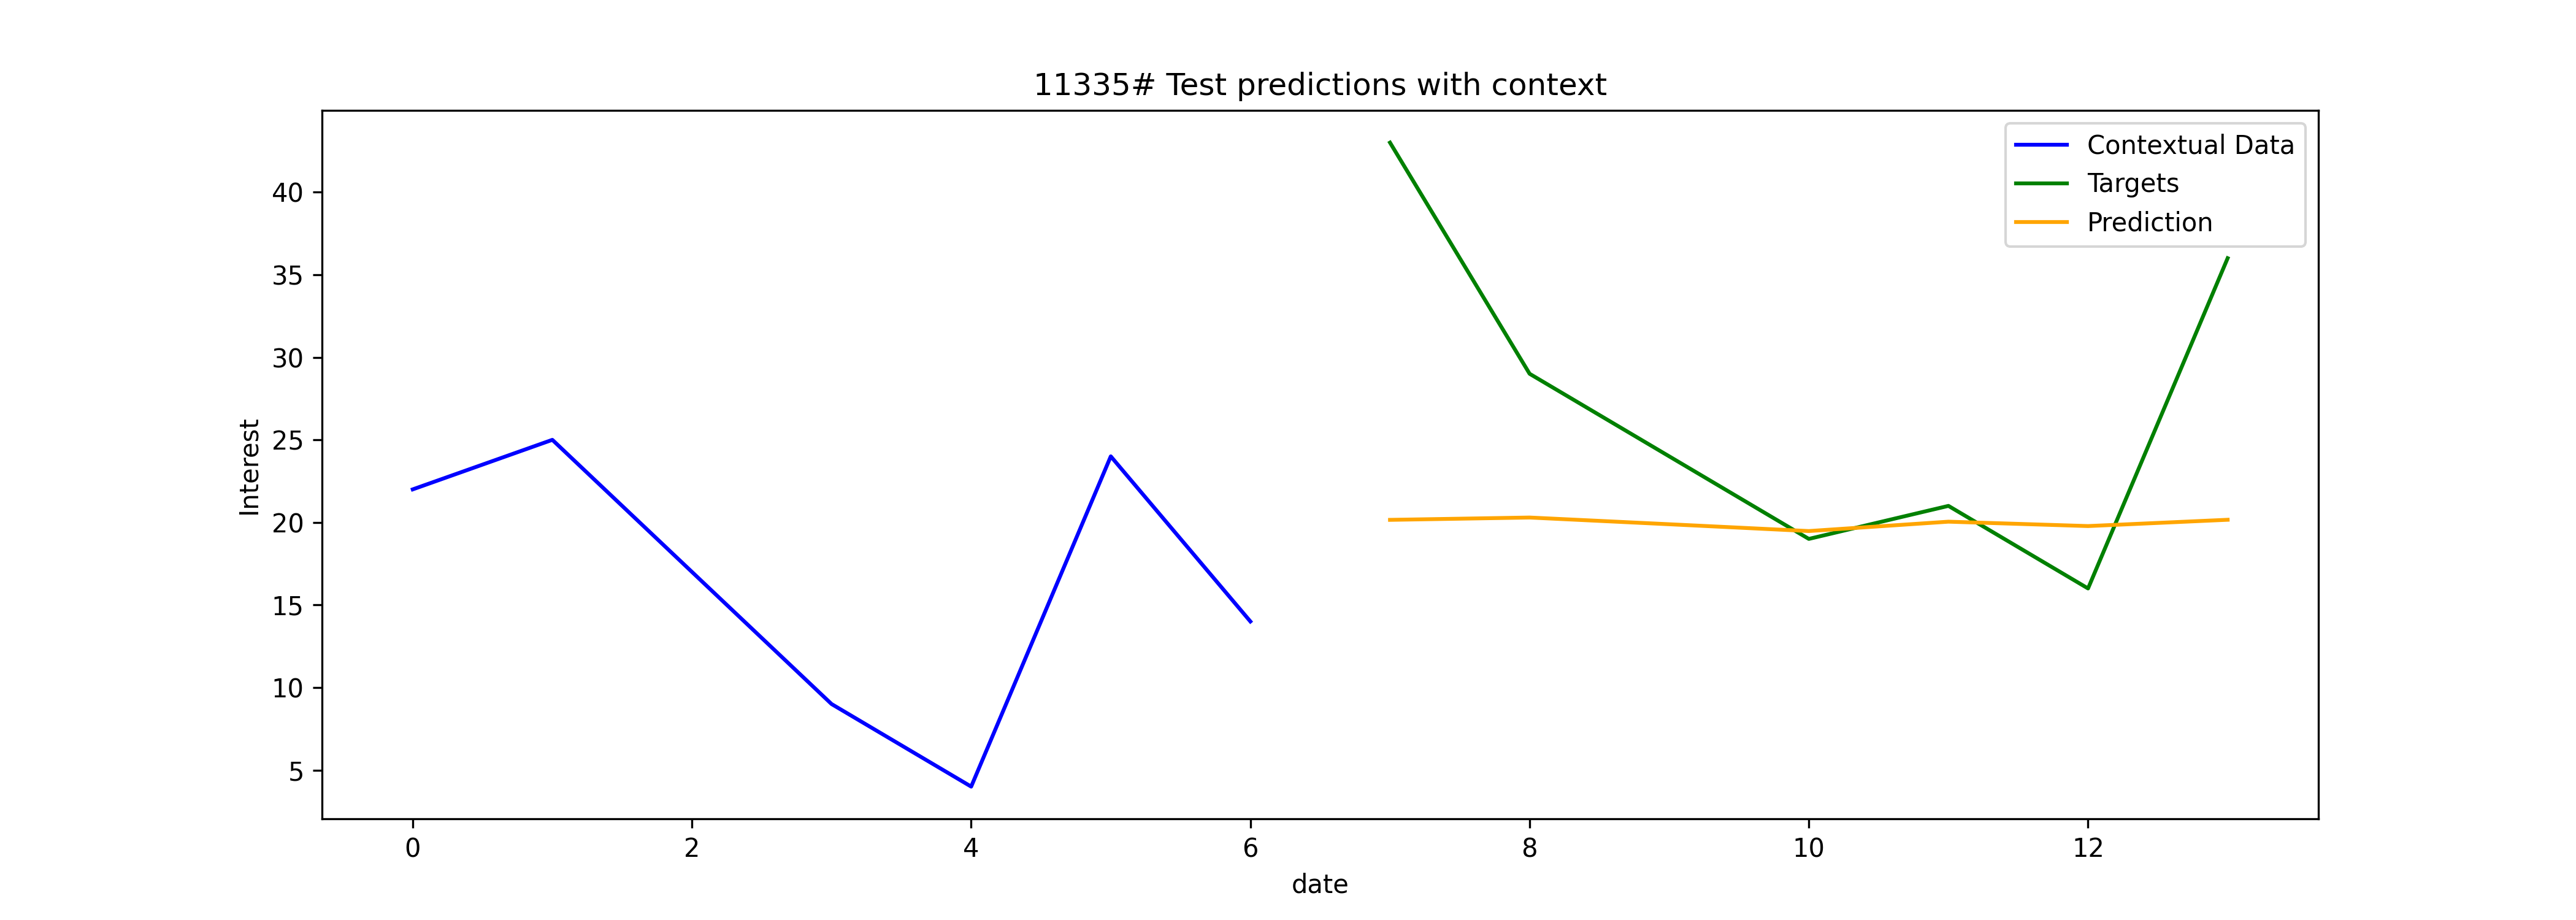 11335# Test predictions with context
Contextual Data
Targets
Prediction
Interest
40
35
30
25
20
15
10
5
0 2 4 6 8 10 12
date